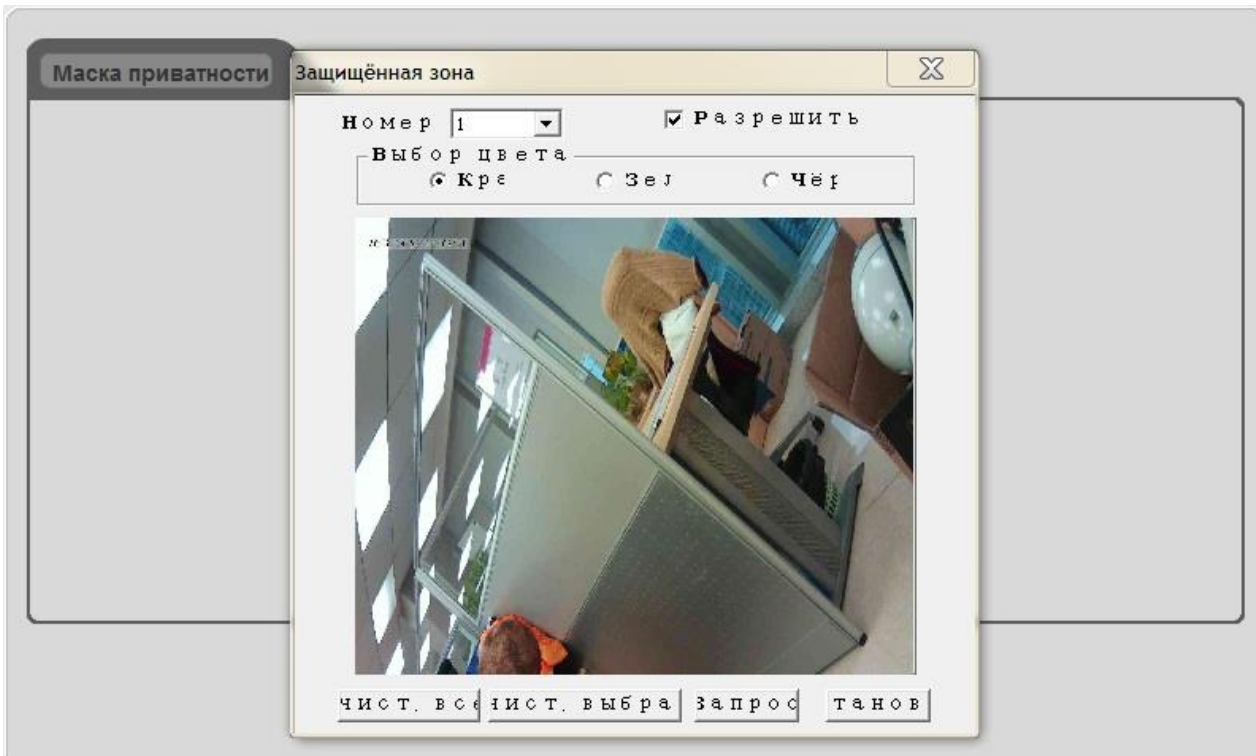 Маска приватности
Защищённая зона
Номер 1 Разрешить
Выбор цвета
Кра Зел Чёр
чист. все чист. выбра Запрос танов